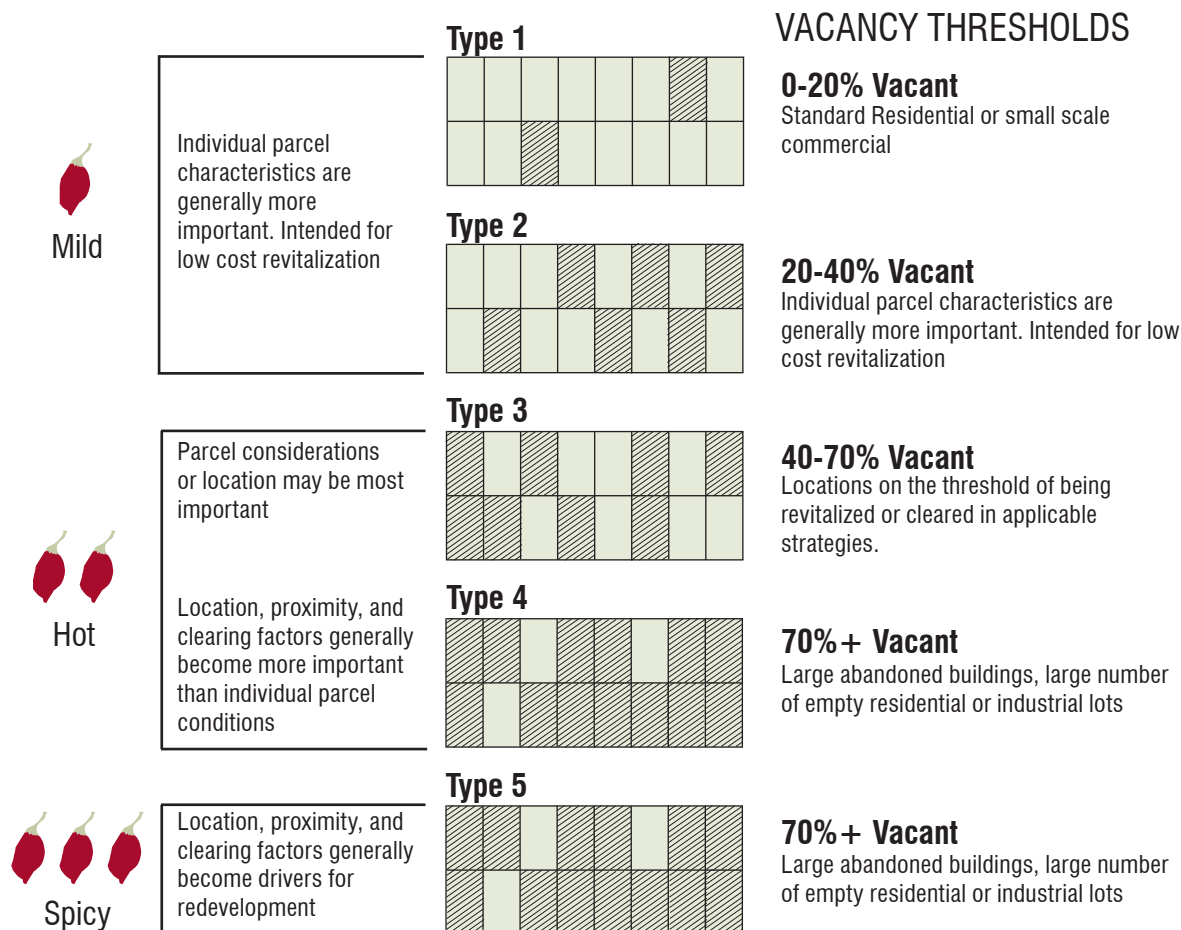 VACANCY THRESHOLDS
Mild
Individual parcel
characteristics are
generally more
important. Intended for
low cost revitalization
Type 1
0-20% Vacant
Standard Residential or small scale
commercial
Type 2
20-40% Vacant
Individual parcel characteristics are
generally more important. Intended for low
cost revitalization
Hot
Parcel considerations
or location may be most
important
Type 3
40-70% Vacant
Locations on the threshold of being
revitalized or cleared in applicable
strategies.
Location, proximity, and
clearing factors generally
become more important
than individual parcel
conditions
Type 4
70%+ Vacant
Large abandoned buildings, large number
of empty residential or industrial lots
Spicy
Location, proximity, and
clearing factors generally
become drivers for
redevelopment
Type 5
70%+ Vacant
Large abandoned buildings, large number
of empty residential or industrial lots